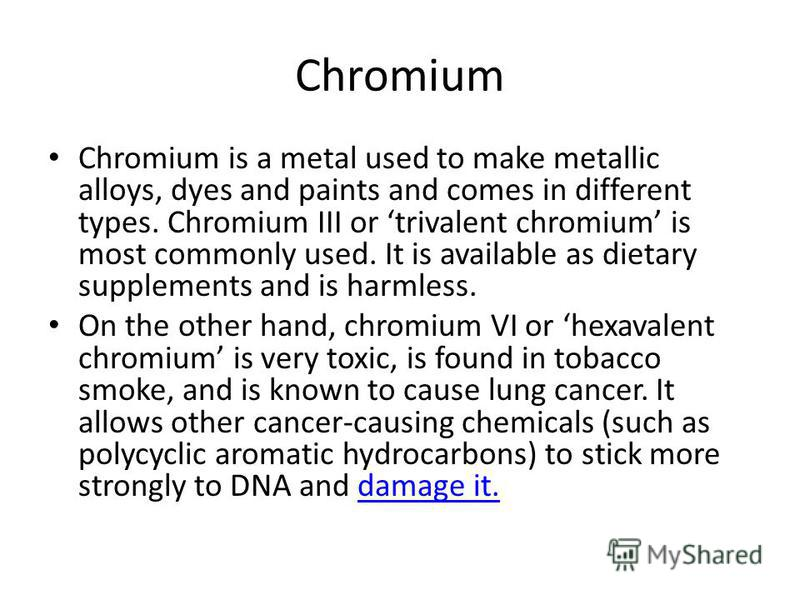 Chromium
• Chromium is a metal used to make metallic
alloys, dyes and paints and comes in different
types. Chromium III or ‘trivalent chromium’ is
most commonly used. It is available as dietary
supplements and is harmless.
• On the other hand, chromium VI or ‘hexavalent
chromium’ is very toxic, is found in tobacco
smoke, and is known to cause lung cancer. It
allows other cancer-causing chemicals (such as
polycyclic aromatic hydrocarbons) to stick more
strongly to DNA and damage it.
MyShared